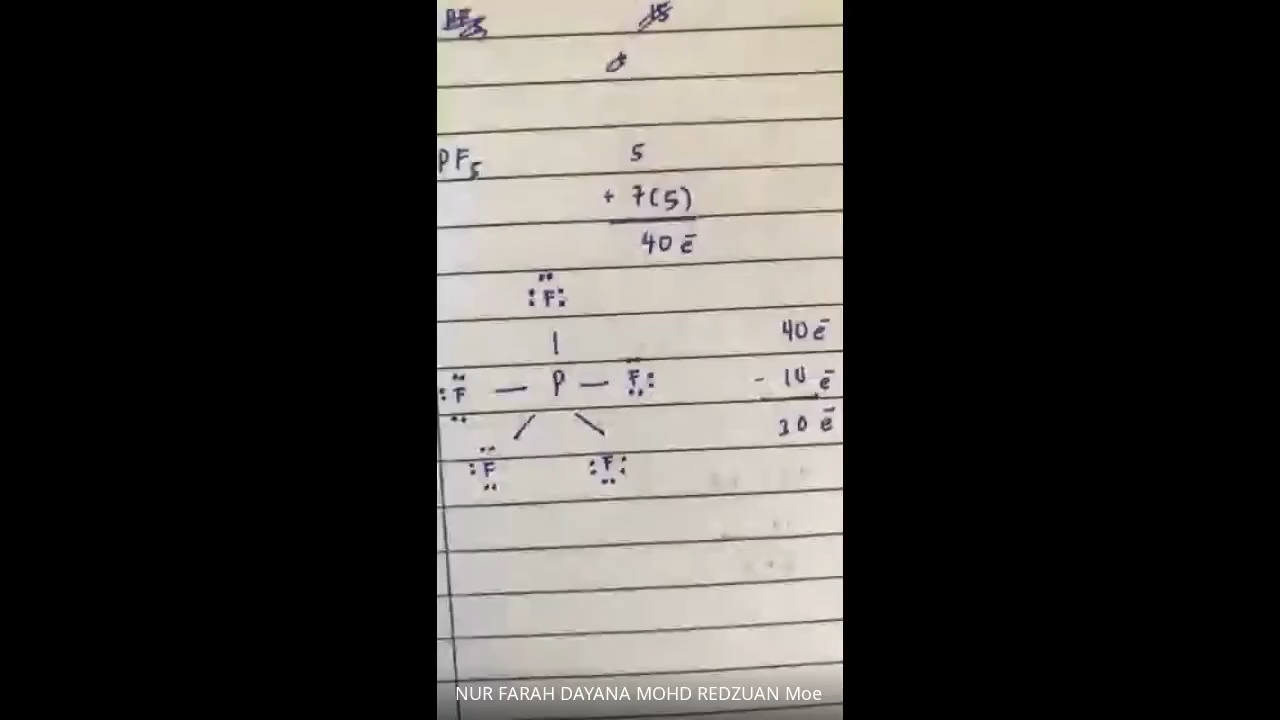 PF5 5
+ 7(5)
40 e̅
:F:
| 40 e̅
:F — P — F: - 10 e̅
30 e̅
:F :F:
NUR FARAH DAYANA MOHD REDZUAN Moe